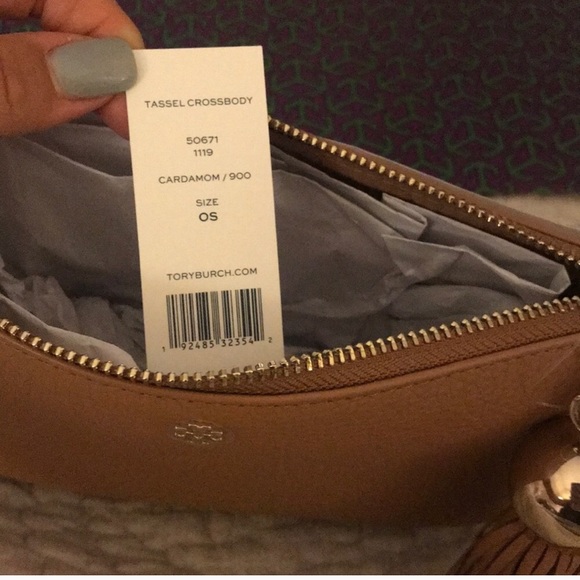 TASSEL CROSSBODY
50671
1119
CARDAMOM / 900
SIZE
OS
TORYBURCH.COM
1 92485 32354 2